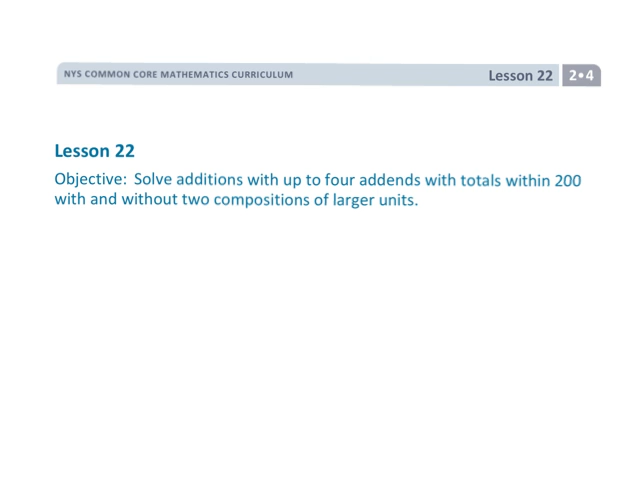 NYS COMMON CORE MATHEMATICS CURRICULUM Lesson 22 2•4
Lesson 22
Objective: Solve additions with up to four addends with totals within 200
with and without two compositions of larger units.